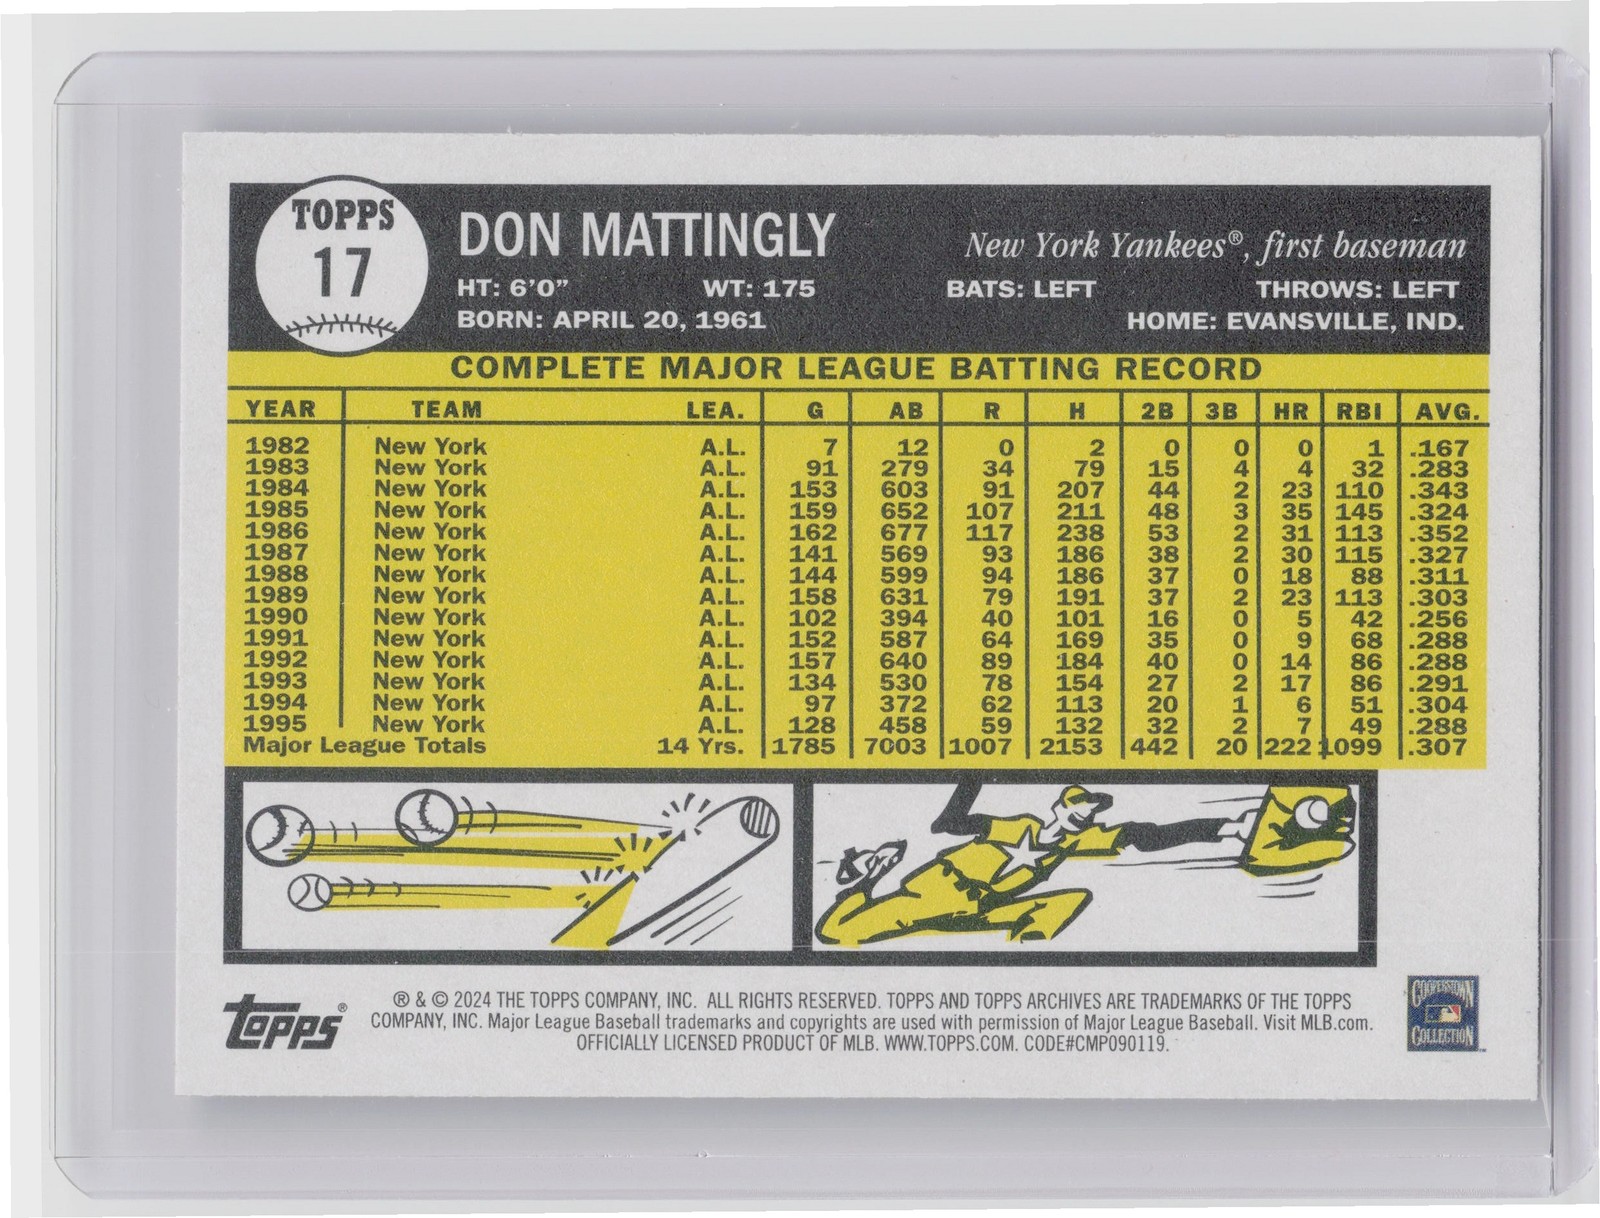 TOPPS
17
DON MATTINGLY
New York Yankees®, first baseman
HT: 6'0" WT: 175 BATS: LEFT THROWS: LEFT
BORN: APRIL 20, 1961 HOME: EVANSVILLE, IND.
COMPLETE MAJOR LEAGUE BATTING RECORD
YEAR TEAM LEA. G AB R H 2B 3B HR RBI AVG.
1982 New York A.L. 7 12 0 2 0 0 0 1 .167
1983 New York A.L. 91 279 34 79 15 4 4 32 .283
1984 New York A.L. 153 603 91 207 44 2 23 110 .343
1985 New York A.L. 159 652 107 211 48 3 35 145 .324
1986 New York A.L. 162 677 117 238 53 2 31 113 .352
1987 New York A.L. 141 569 93 186 38 2 30 115 .327
1988 New York A.L. 144 599 94 186 37 0 18 88 .311
1989 New York A.L. 158 631 79 191 37 2 23 113 .303
1990 New York A.L. 102 394 40 101 16 0 5 42 .256
1991 New York A.L. 152 587 64 169 35 0 9 68 .288
1992 New York A.L. 157 640 89 184 40 0 14 86 .288
1993 New York A.L. 134 530 78 154 27 2 17 86 .291
1994 New York A.L. 97 372 62 113 20 1 6 51 .304
1995 New York A.L. 128 458 59 132 32 2 7 49 .288
Major League Totals 14 Yrs. 1785 7003 1007 2153 442 20 222 1099 .307
topps®
® & © 2024 THE TOPPS COMPANY, INC. ALL RIGHTS RESERVED. TOPPS AND TOPPS ARCHIVES ARE TRADEMARKS OF THE TOPPS
COMPANY, INC. Major League Baseball trademarks and copyrights are used with permission of Major League Baseball. Visit MLB.com.
OFFICIALLY LICENSED PRODUCT OF MLB. WWW.TOPPS.COM. CODE#CMP090119.
COOPERSTOWN
COLLECTION